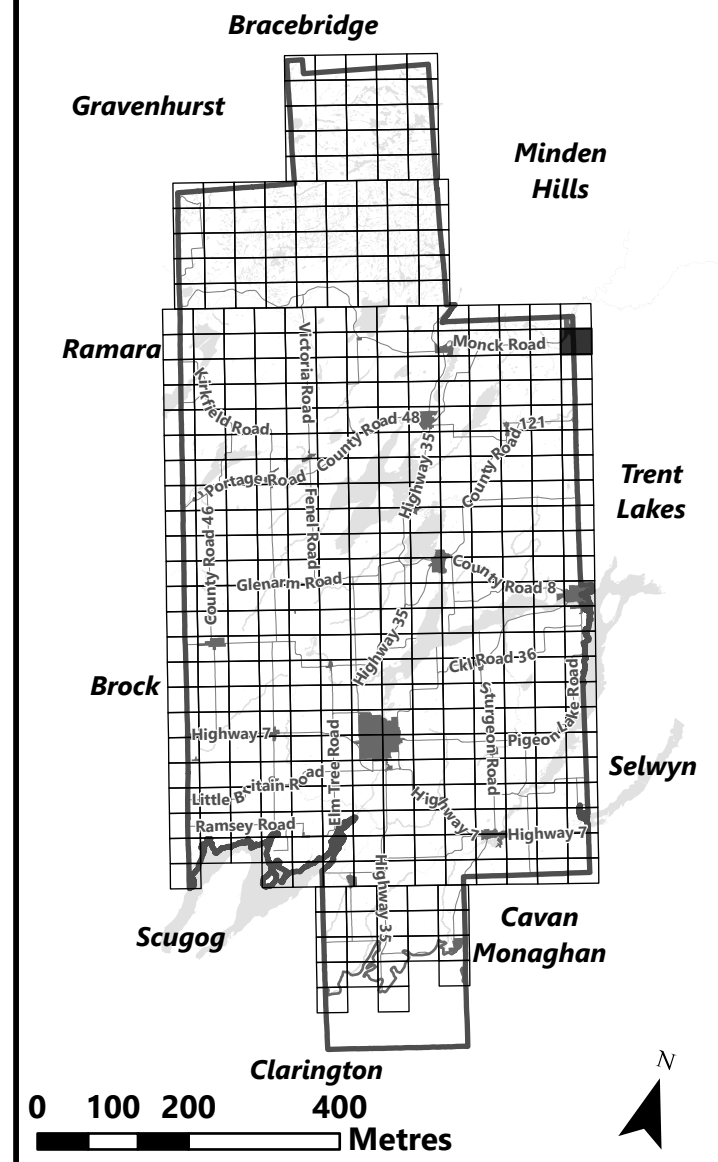 Bracebridge
Gravenhurst
Minden
Hills
Ramara
Victoria Road
Monck Road
Kirkfield Road
County Road 48
Highway 35
County Road 121
Portage Road
Trent
Lakes
Fenel Road
County Road 46
Glenarm Road
County Road 8
Highway 35
Ckl Road 36
Brock
Sturgeon Road
Pigeon Lake Road
Highway 7
Elm Tree Road
Selwyn
Little Britain Road
Highway 7
Ramsey Road
Highway 7
Highway 35
Scugog
Cavan
Monaghan
Clarington
N
0 100 200 400
Metres